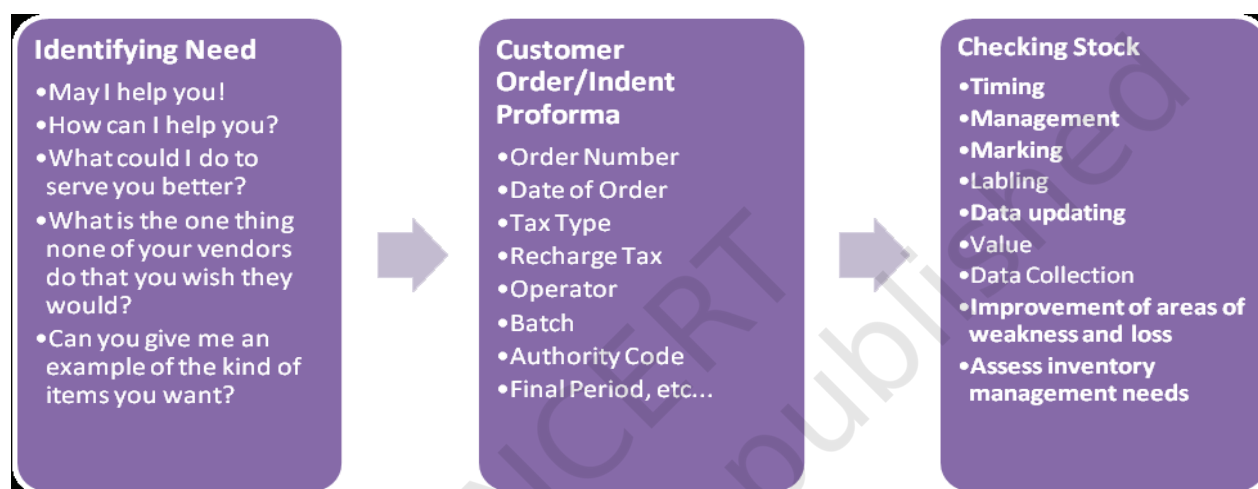 Identifying Need
•May I help you!
•How can I help you?
•What could I do to
serve you better?
•What is the one thing
none of your vendors
do that you wish they
would?
•Can you give me an
example of the kind of
items you want?
Customer
Order/Indent
Proforma
•Order Number
•Date of Order
•Tax Type
•Recharge Tax
•Operator
•Batch
•Authority Code
•Final Period, etc...
Checking Stock
•Timing
•Management
•Marking
•Labling
•Data updating
•Value
•Data Collection
•Improvement of areas of
weakness and loss
•Assess inventory
management needs
NCERT
published